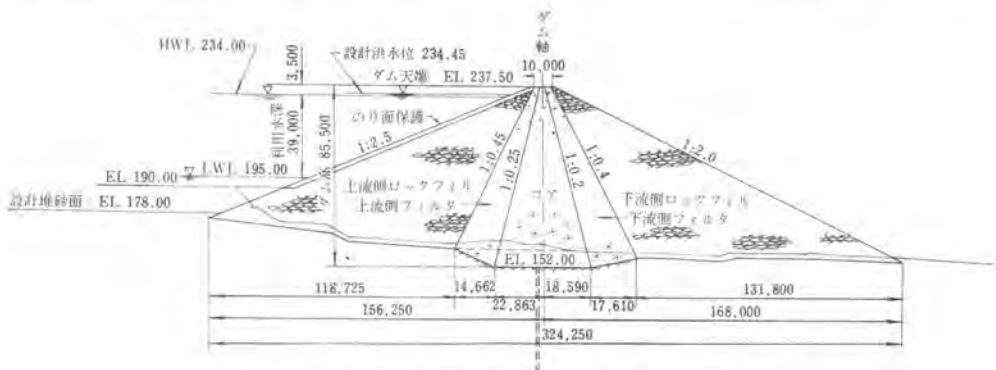 ダム軸
HWL 234.00
3,500
設計洪水位 234.45
10,000
ダム天端 EL 237.50
利用水深 39,000
のり面保護
ダム高 85,500
1:2.5
1:0.45
1:0.25
1:0.2
1:0.4
1:2.0
LWL 195.00
EL 190.00
設計堆砂面 EL 178.00
上流側ロックフィル
上流側フィルター
コア
下流側ロックフィル
下流側フィルタ
EL 152.00
118,725
14,662
18,590
131,800
22,863
17,610
156,250
168,000
324,250